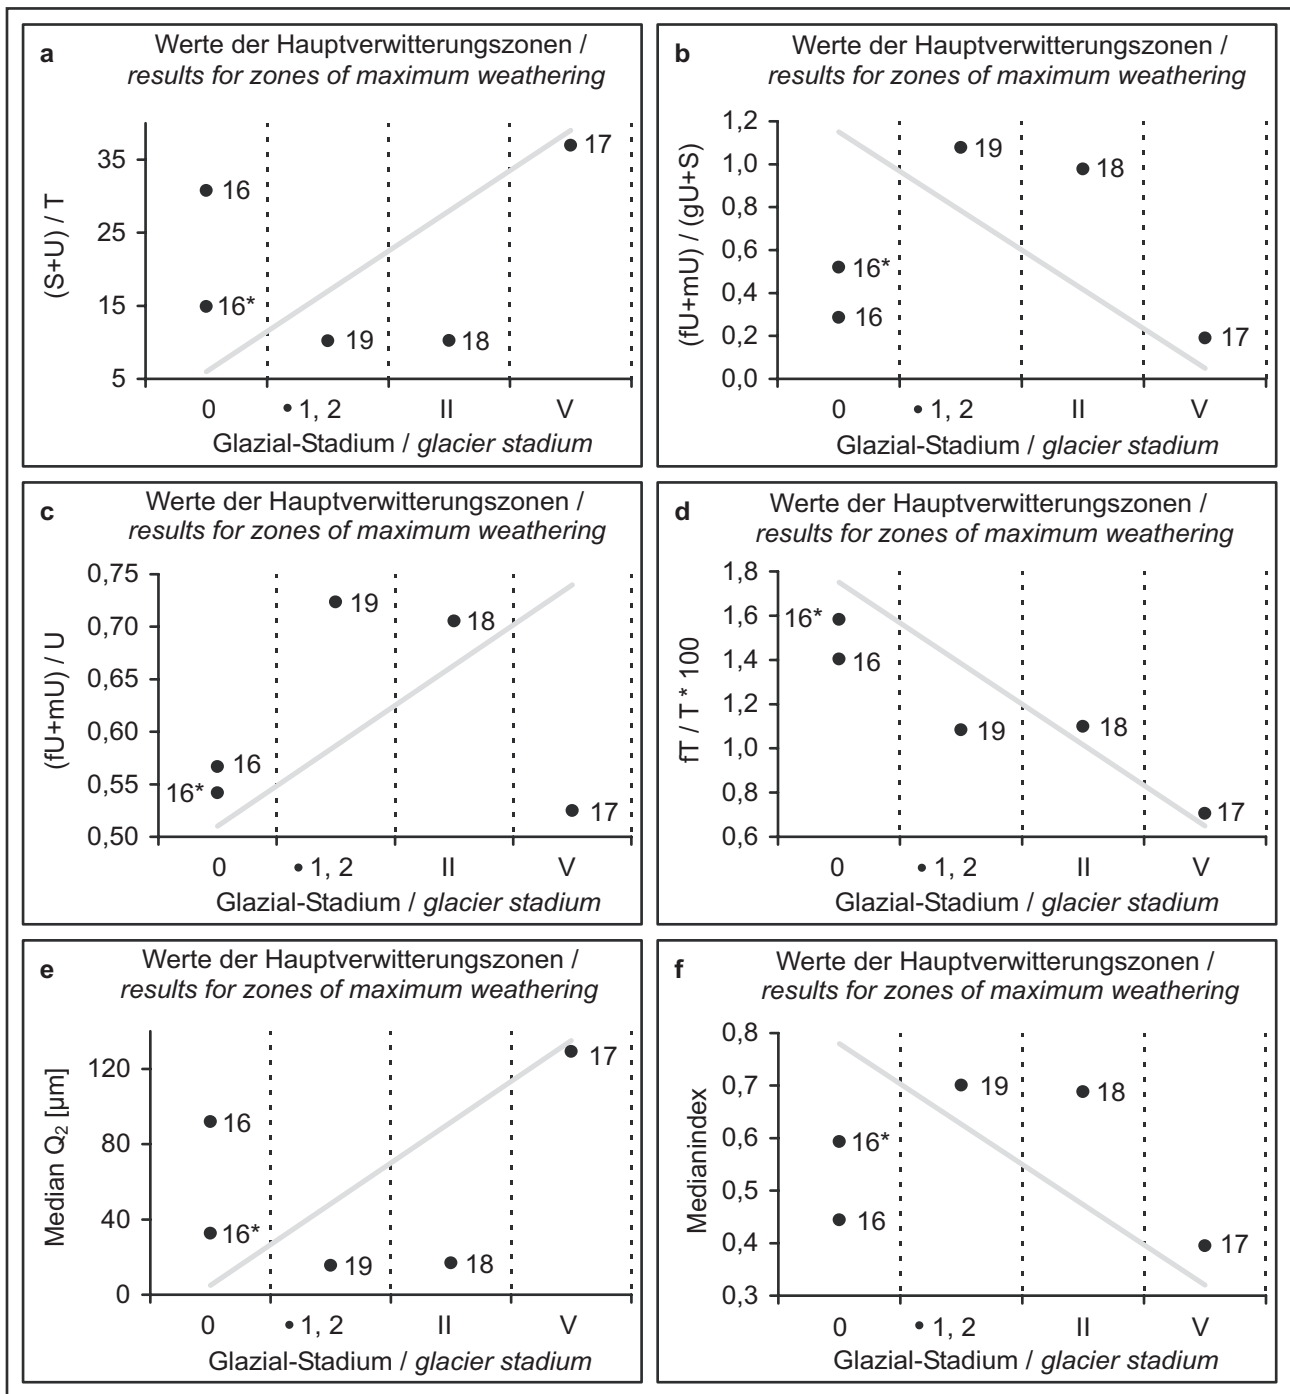 a
Werte der Hauptverwitterungszonen /
results for zones of maximum weathering
(S+U) / T
35
25
15
5
16
16*
19
18
17
0 • 1, 2 II V
Glazial-Stadium / glacier stadium
b
Werte der Hauptverwitterungszonen /
results for zones of maximum weathering
(fU+mU) / (gU+S)
1,2
1,0
0,8
0,6
0,4
0,2
0,0
19
18
16*
16
17
0 • 1, 2 II V
Glazial-Stadium / glacier stadium
c
Werte der Hauptverwitterungszonen /
results for zones of maximum weathering
(fU+mU) / U
0,75
0,70
0,65
0,60
0,55
0,50
19
18
16
16*
17
0 • 1, 2 II V
Glazial-Stadium / glacier stadium
d
Werte der Hauptverwitterungszonen /
results for zones of maximum weathering
fT / T * 100
1,8
1,6
1,4
1,2
1,0
0,8
0,6
16*
16
19
18
17
0 • 1, 2 II V
Glazial-Stadium / glacier stadium
e
Werte der Hauptverwitterungszonen /
results for zones of maximum weathering
Median Q₂ [µm]
120
80
40
0
17
16
16*
19
18
0 • 1, 2 II V
Glazial-Stadium / glacier stadium
f
Werte der Hauptverwitterungszonen /
results for zones of maximum weathering
Medianindex
0,8
0,7
0,6
0,5
0,4
0,3
19
18
16*
16
17
0 • 1, 2 II V
Glazial-Stadium / glacier stadium